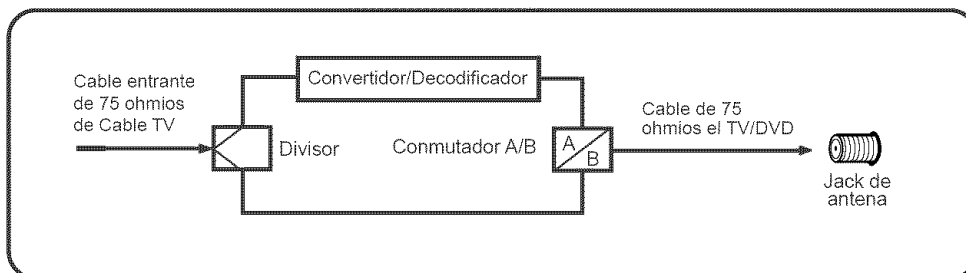 Cable entrante
de 75 ohmios
de Cable TV
Convertidor/Decodificador
Divisor
Conmutador A/B
A
B
Cable de 75
ohmios el TV/DVD
Jack de
antena